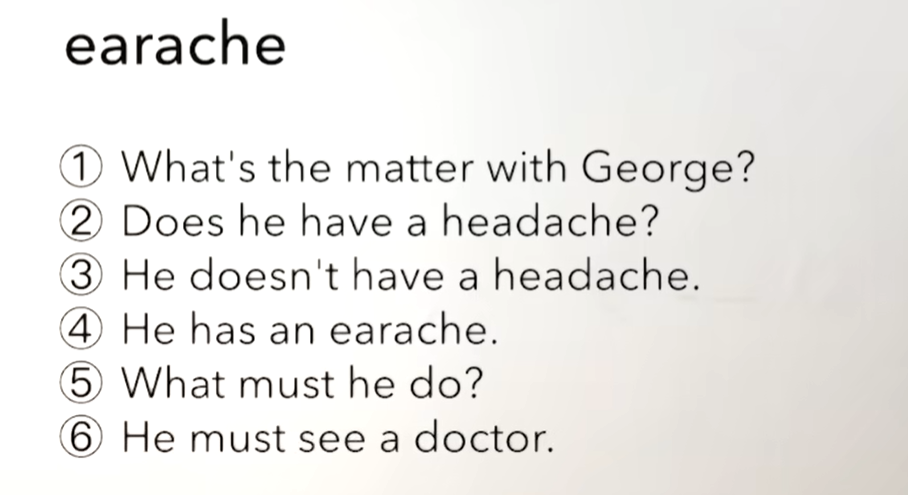 earache
① What's the matter with George?
② Does he have a headache?
③ He doesn't have a headache.
④ He has an earache.
⑤ What must he do?
⑥ He must see a doctor.